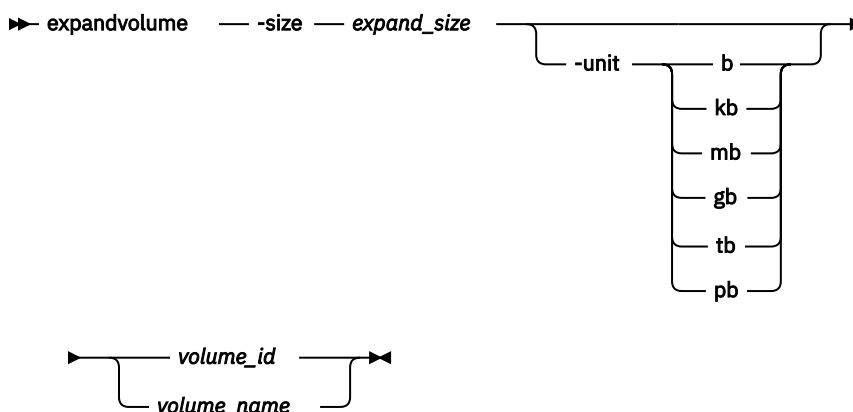 expandvolume -size expand_size
-unit b
kb
mb
gb
tb
pb
volume_id
volume_name